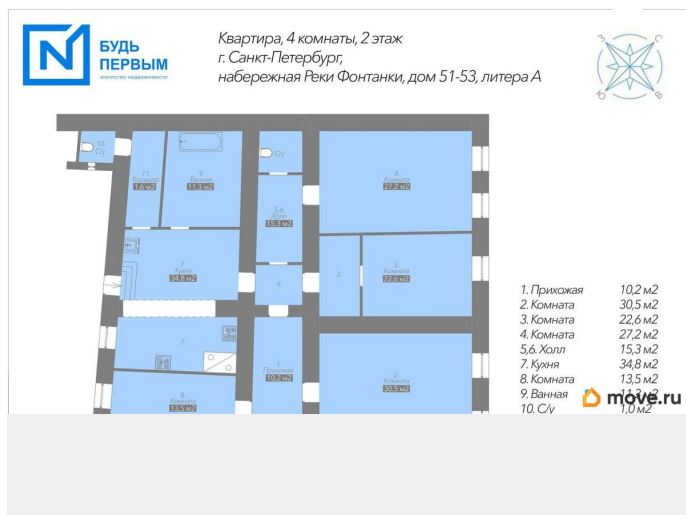 БУДЬ
ПЕРВЫМ
агентство недвижимости
Квартира, 4 комнаты, 2 этаж
г. Санкт-Петербург,
набережная Реки Фонтанки, дом 51-53, литера А
З
С
Ю
В
10.
С/у
11.
Коридор
1,6 м2
9.
Ванная
11,3 м2
С/у
4.
Комната
27,2 м2
5,6.
Холл
15,3 м2
7.
Кухня
34,8 м2
6.
3.
3.
Комната
22,6 м2
7.
1.
Прихожая
10,2 м2
2.
Комната
30,5 м2
8.
Комната
13,5 м2
1. Прихожая 10,2 м2
2. Комната 30,5 м2
3. Комната 22,6 м2
4. Комната 27,2 м2
5,6. Холл 15,3 м2
7. Кухня 34,8 м2
8. Комната 13,5 м2
9. Ванная 11,3 м2
10. С/у 1,0 м2
move.ru